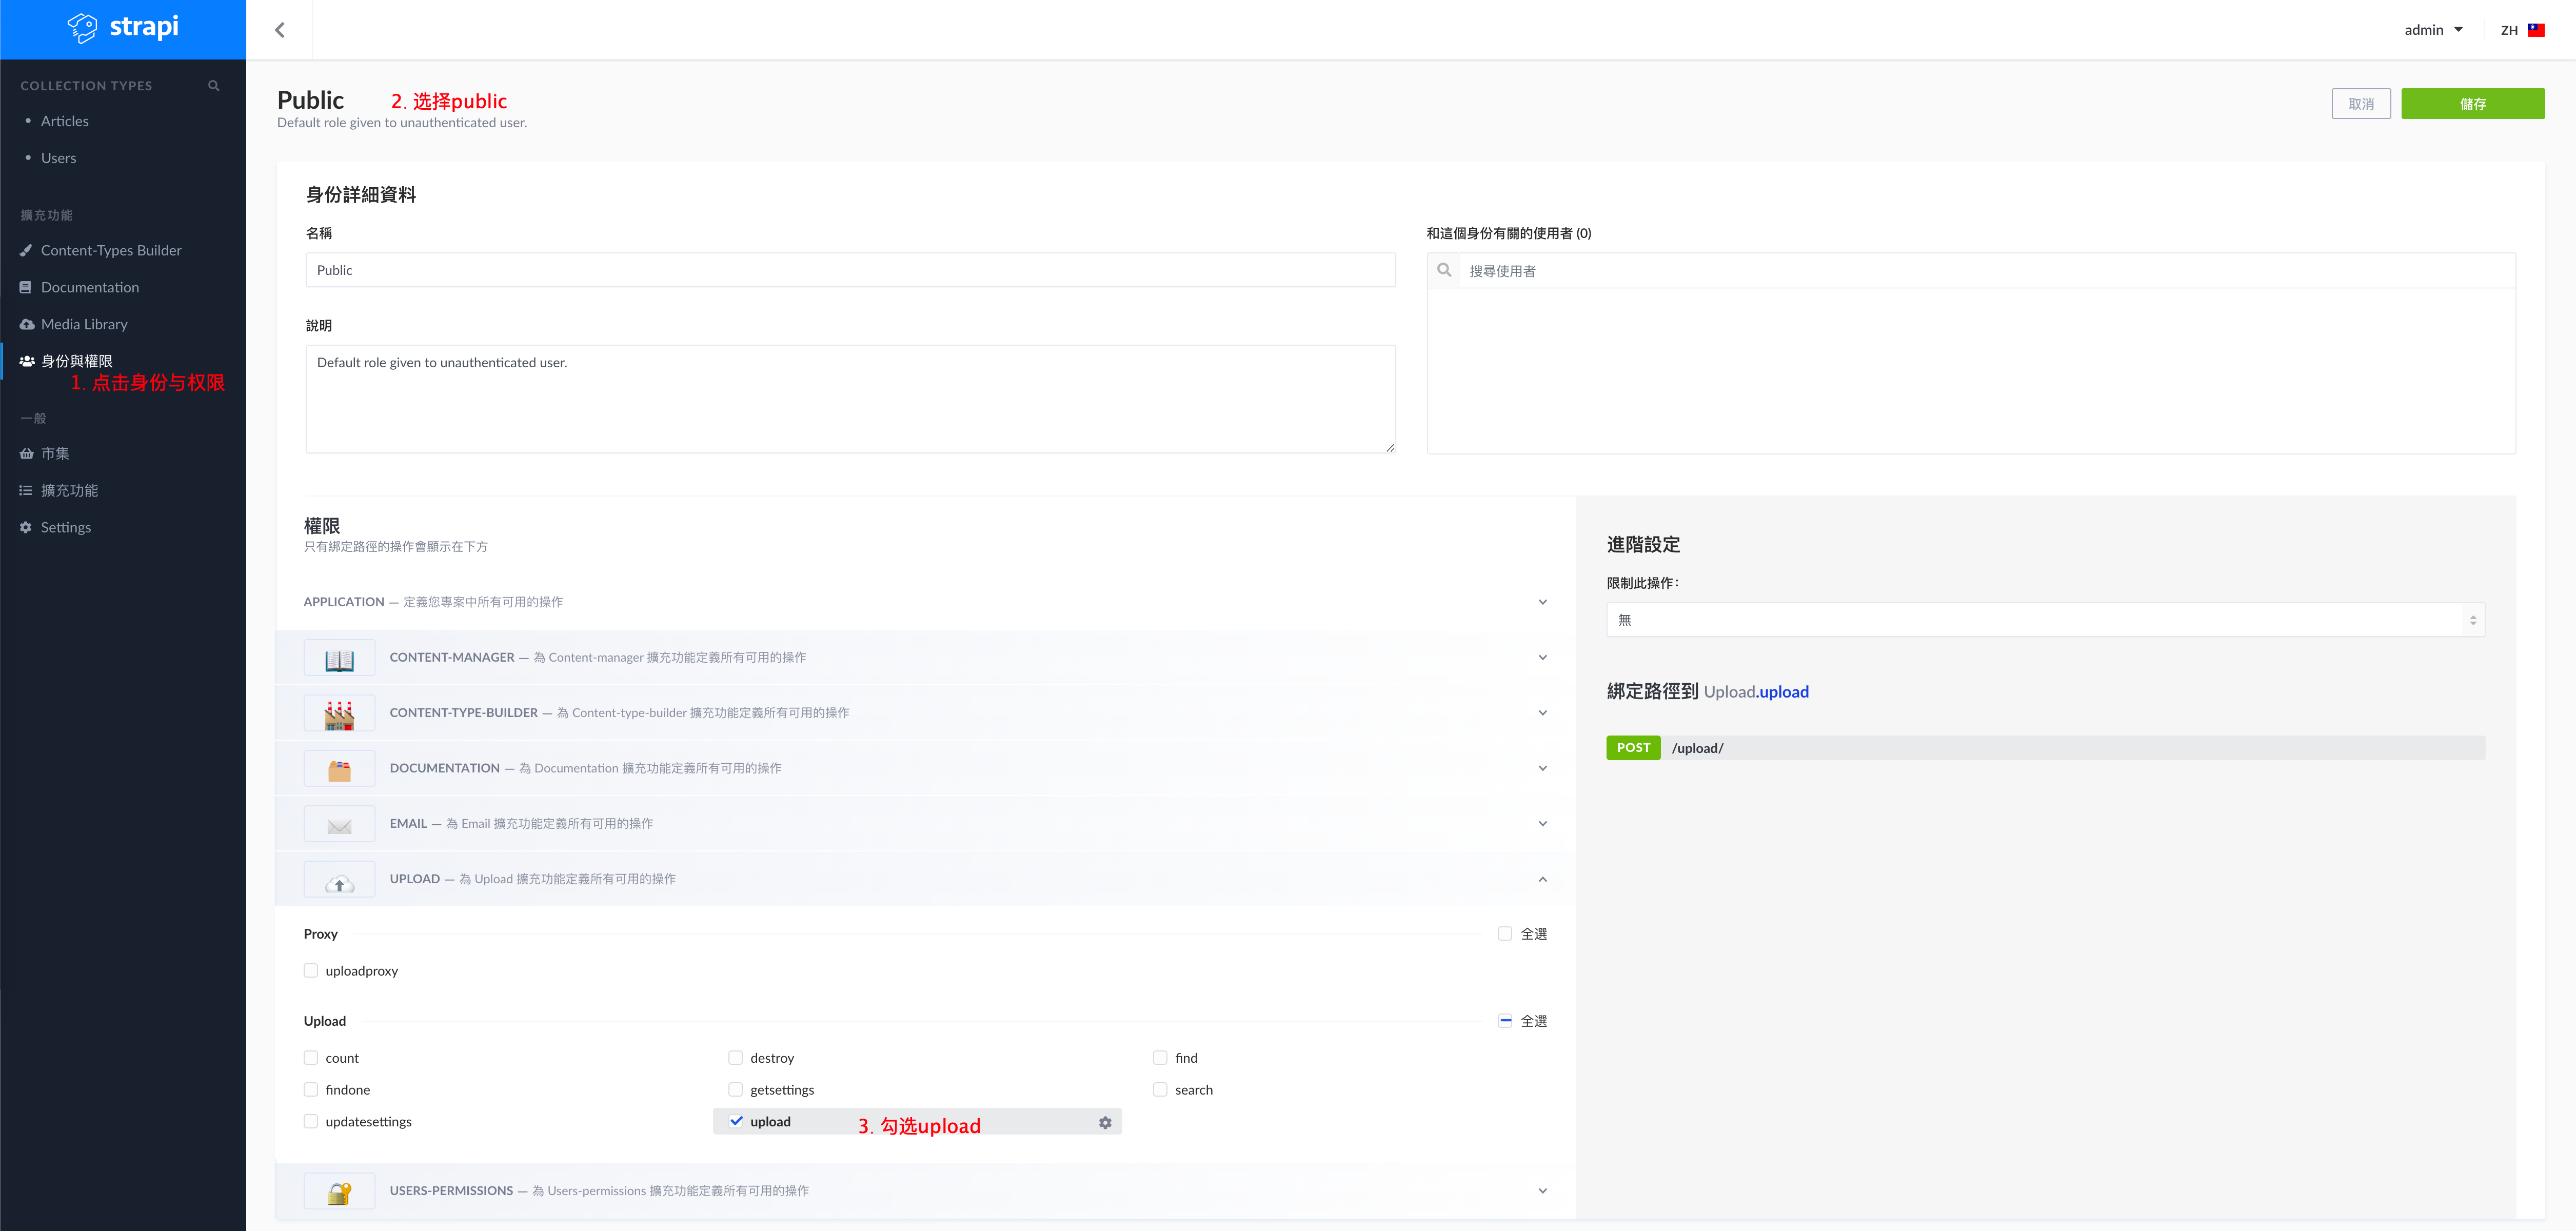 strapi
admin
ZH
COLLECTION TYPES
Articles
Users
擴充功能
Content-Types Builder
Documentation
Media Library
身份與權限
1. 点击身份与权限
一般
市集
擴充功能
Settings
Public
2. 选择public
Default role given to unauthenticated user.
取消
儲存
身份詳細資料
名稱
Public
和這個身份有關的使用者 (0)
搜尋使用者
說明
Default role given to unauthenticated user.
權限
只有綁定路徑的操作會顯示在下方
APPLICATION — 定義您專案中所有可用的操作
CONTENT-MANAGER — 為 Content-manager 擴充功能定義所有可用的操作
CONTENT-TYPE-BUILDER — 為 Content-type-builder 擴充功能定義所有可用的操作
DOCUMENTATION — 為 Documentation 擴充功能定義所有可用的操作
EMAIL — 為 Email 擴充功能定義所有可用的操作
UPLOAD — 為 Upload 擴充功能定義所有可用的操作
Proxy
全選
uploadproxy
Upload
全選
count
destroy
find
findone
getsettings
search
updatesettings
upload
3. 勾选upload
USERS-PERMISSIONS — 為 Users-permissions 擴充功能定義所有可用的操作
進階設定
限制此操作:
無
綁定路徑到 Upload.upload
POST /upload/